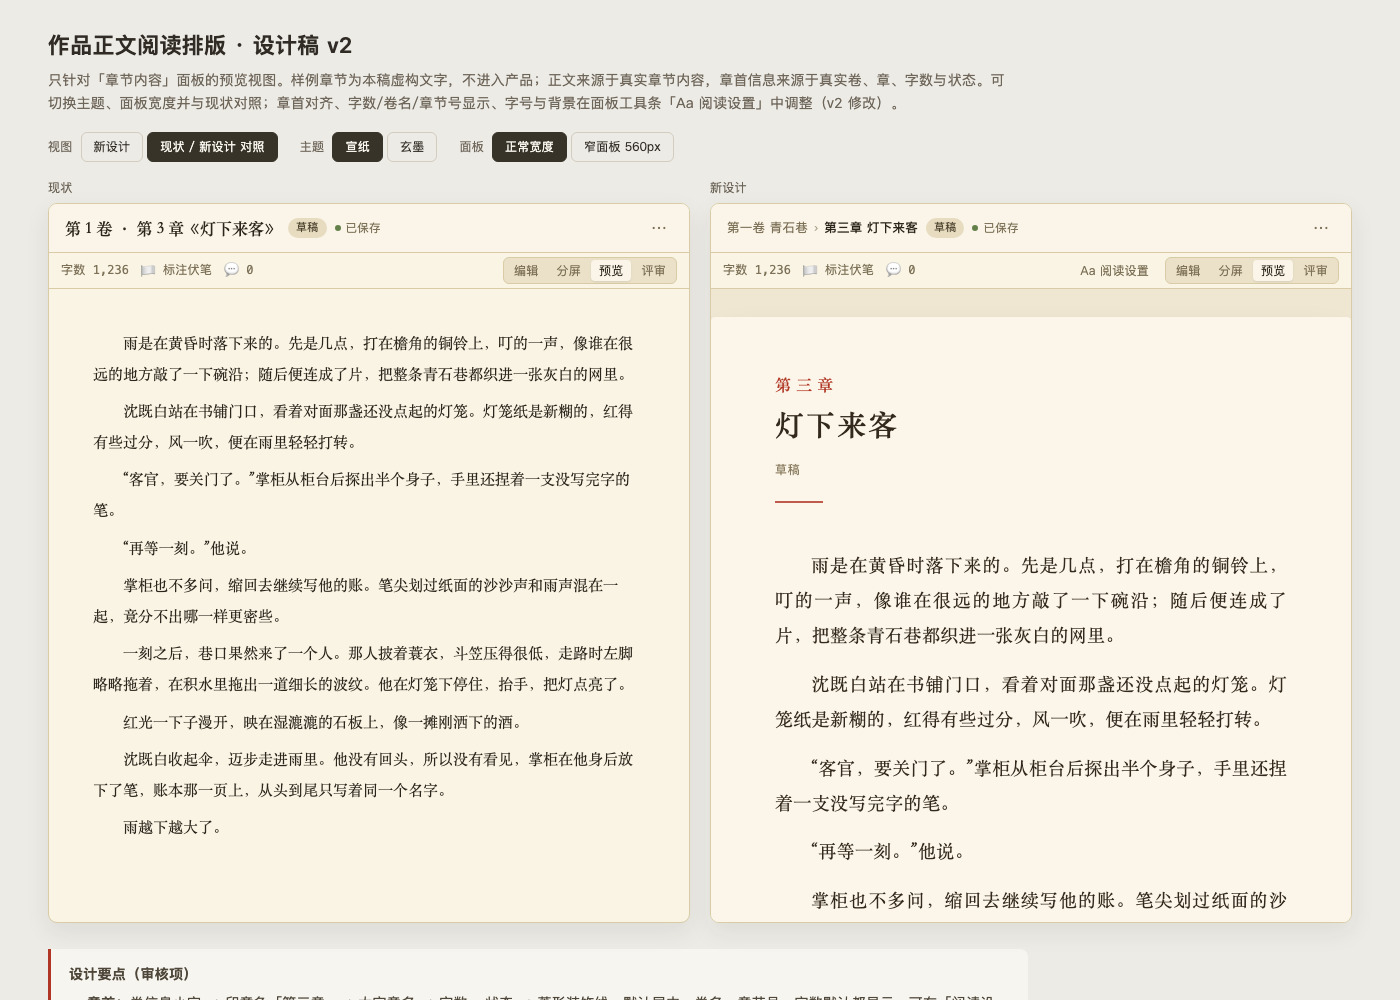 作品正文阅读排版 · 设计稿 v2
只针对「章节内容」面板的预览视图。样例章节为本稿虚构文字，不进入产品；正文来源于真实章节内容，章首信息来源于真实卷、章、字数与状态。可
切换主题、面板宽度并与现状对照；章首对齐、字数/卷名/章节号显示、字号与背景在面板工具条「Aa 阅读设置」中调整（v2 修改）。
视图 新设计 现状 / 新设计 对照 主题 宣纸 玄墨 面板 正常宽度 窄面板 560px
现状
第 1 卷 · 第 3 章《灯下来客》 草稿 已保存 ···
字数 1,236 标注伏笔 0 编辑 分屏 预览 评审
雨是在黄昏时落下来的。先是几点，打在檐角的铜铃上，叮的一声，像谁在很
远的地方敲了一下碗沿；随后便连成了片，把整条青石巷都织进一张灰白的网里。
沈既白站在书铺门口，看着对面那盏还没点起的灯笼。灯笼纸是新糊的，红得
有些过分，风一吹，便在雨里轻轻打转。
“客官，要关门了。”掌柜从柜台后探出半个身子，手里还捏着一支没写完字的
笔。
“再等一刻。”他说。
掌柜也不多问，缩回去继续写他的账。笔尖划过纸面的沙沙声和雨声混在一
起，竟分不出哪一样更密些。
一刻之后，巷口果然来了一个人。那人披着蓑衣，斗笠压得很低，走路时左脚
略略拖着，在积水里拖出一道细长的波纹。他在灯笼下停住，抬手，把灯点亮了。
红光一下子漫开，映在湿漉漉的石板上，像一摊刚洒下的酒。
沈既白收起伞，迈步走进雨里。他没有回头，所以没有看见，掌柜在他身后放
下了笔，账本那一页上，从头到尾只写着同一个名字。
雨越下越大了。
新设计
第一卷 青石巷 › 第三章 灯下来客 草稿 已保存 ···
字数 1,236 标注伏笔 0 Aa 阅读设置 编辑 分屏 预览 评审
第三章
灯下来客
草稿
雨是在黄昏时落下来的。先是几点，打在檐角的铜铃上，
叮的一声，像谁在很远的地方敲了一下碗沿；随后便连成了
片，把整条青石巷都织进一张灰白的网里。
沈既白站在书铺门口，看着对面那盏还没点起的灯笼。灯
笼纸是新糊的，红得有些过分，风一吹，便在雨里轻轻打转。
“客官，要关门了。”掌柜从柜台后探出半个身子，手里还捏
着一支没写完字的笔。
“再等一刻。”他说。
掌柜也不多问，缩回去继续写他的账。笔尖划过纸面的沙
设计要点（审核项）